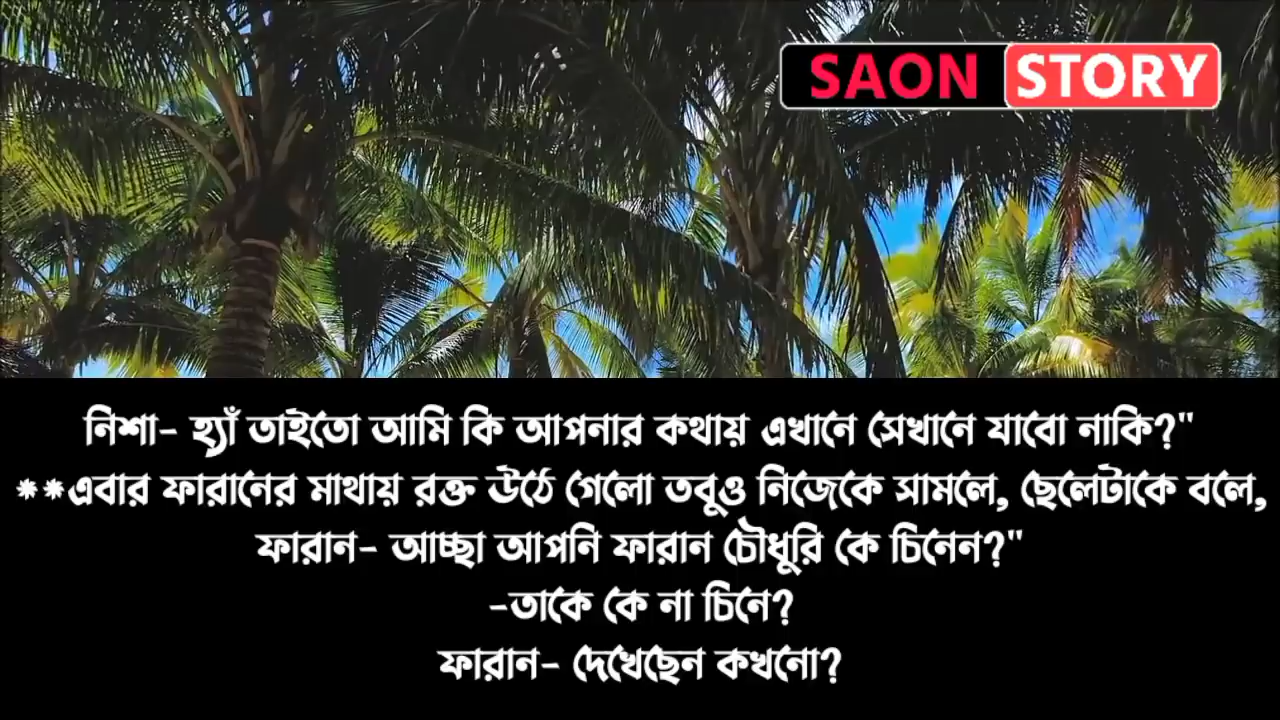 SAON STORY
নিশা- হ্যাঁ তাইতো আমি কি আপনার কথায় এখানে সেখানে যাবো নাকি?"
**এবার ফারানের মাথায় রক্ত উঠে গেলো তবুও নিজেকে সামলে, ছেলেটাকে বলে,
ফারান- আচ্ছা আপনি ফারান চৌধুরি কে চিনেন?"
-তাকে কে না চিনে?
ফারান- দেখেছেন কখনো?